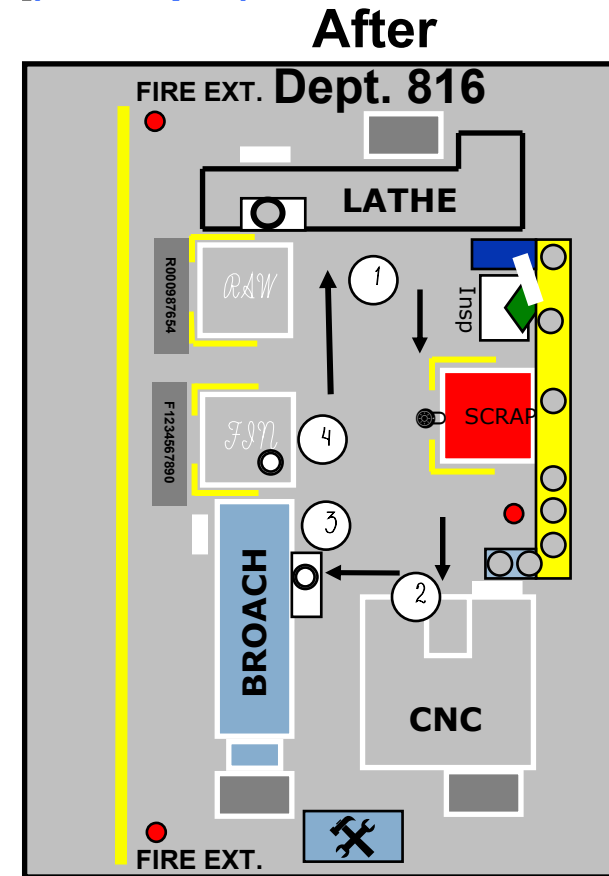 After
Dept. 816
FIRE EXT.
LATHE
1
RAW
R000987654
Insp
SCRAP
4
FIN
F1234567890
3
BROACH
2
CNC
FIRE EXT.